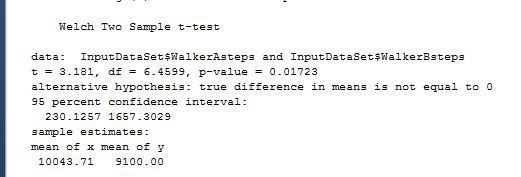 Welch Two Sample t-test
data: InputDataSet$WalkerAsteps and InputDataSet$WalkerBsteps
t = 3.181, df = 6.4599, p-value = 0.01723
alternative hypothesis: true difference in means is not equal to 0
95 percent confidence interval:
230.1257 1657.3029
sample estimates:
mean of x mean of y
10043.71 9100.00